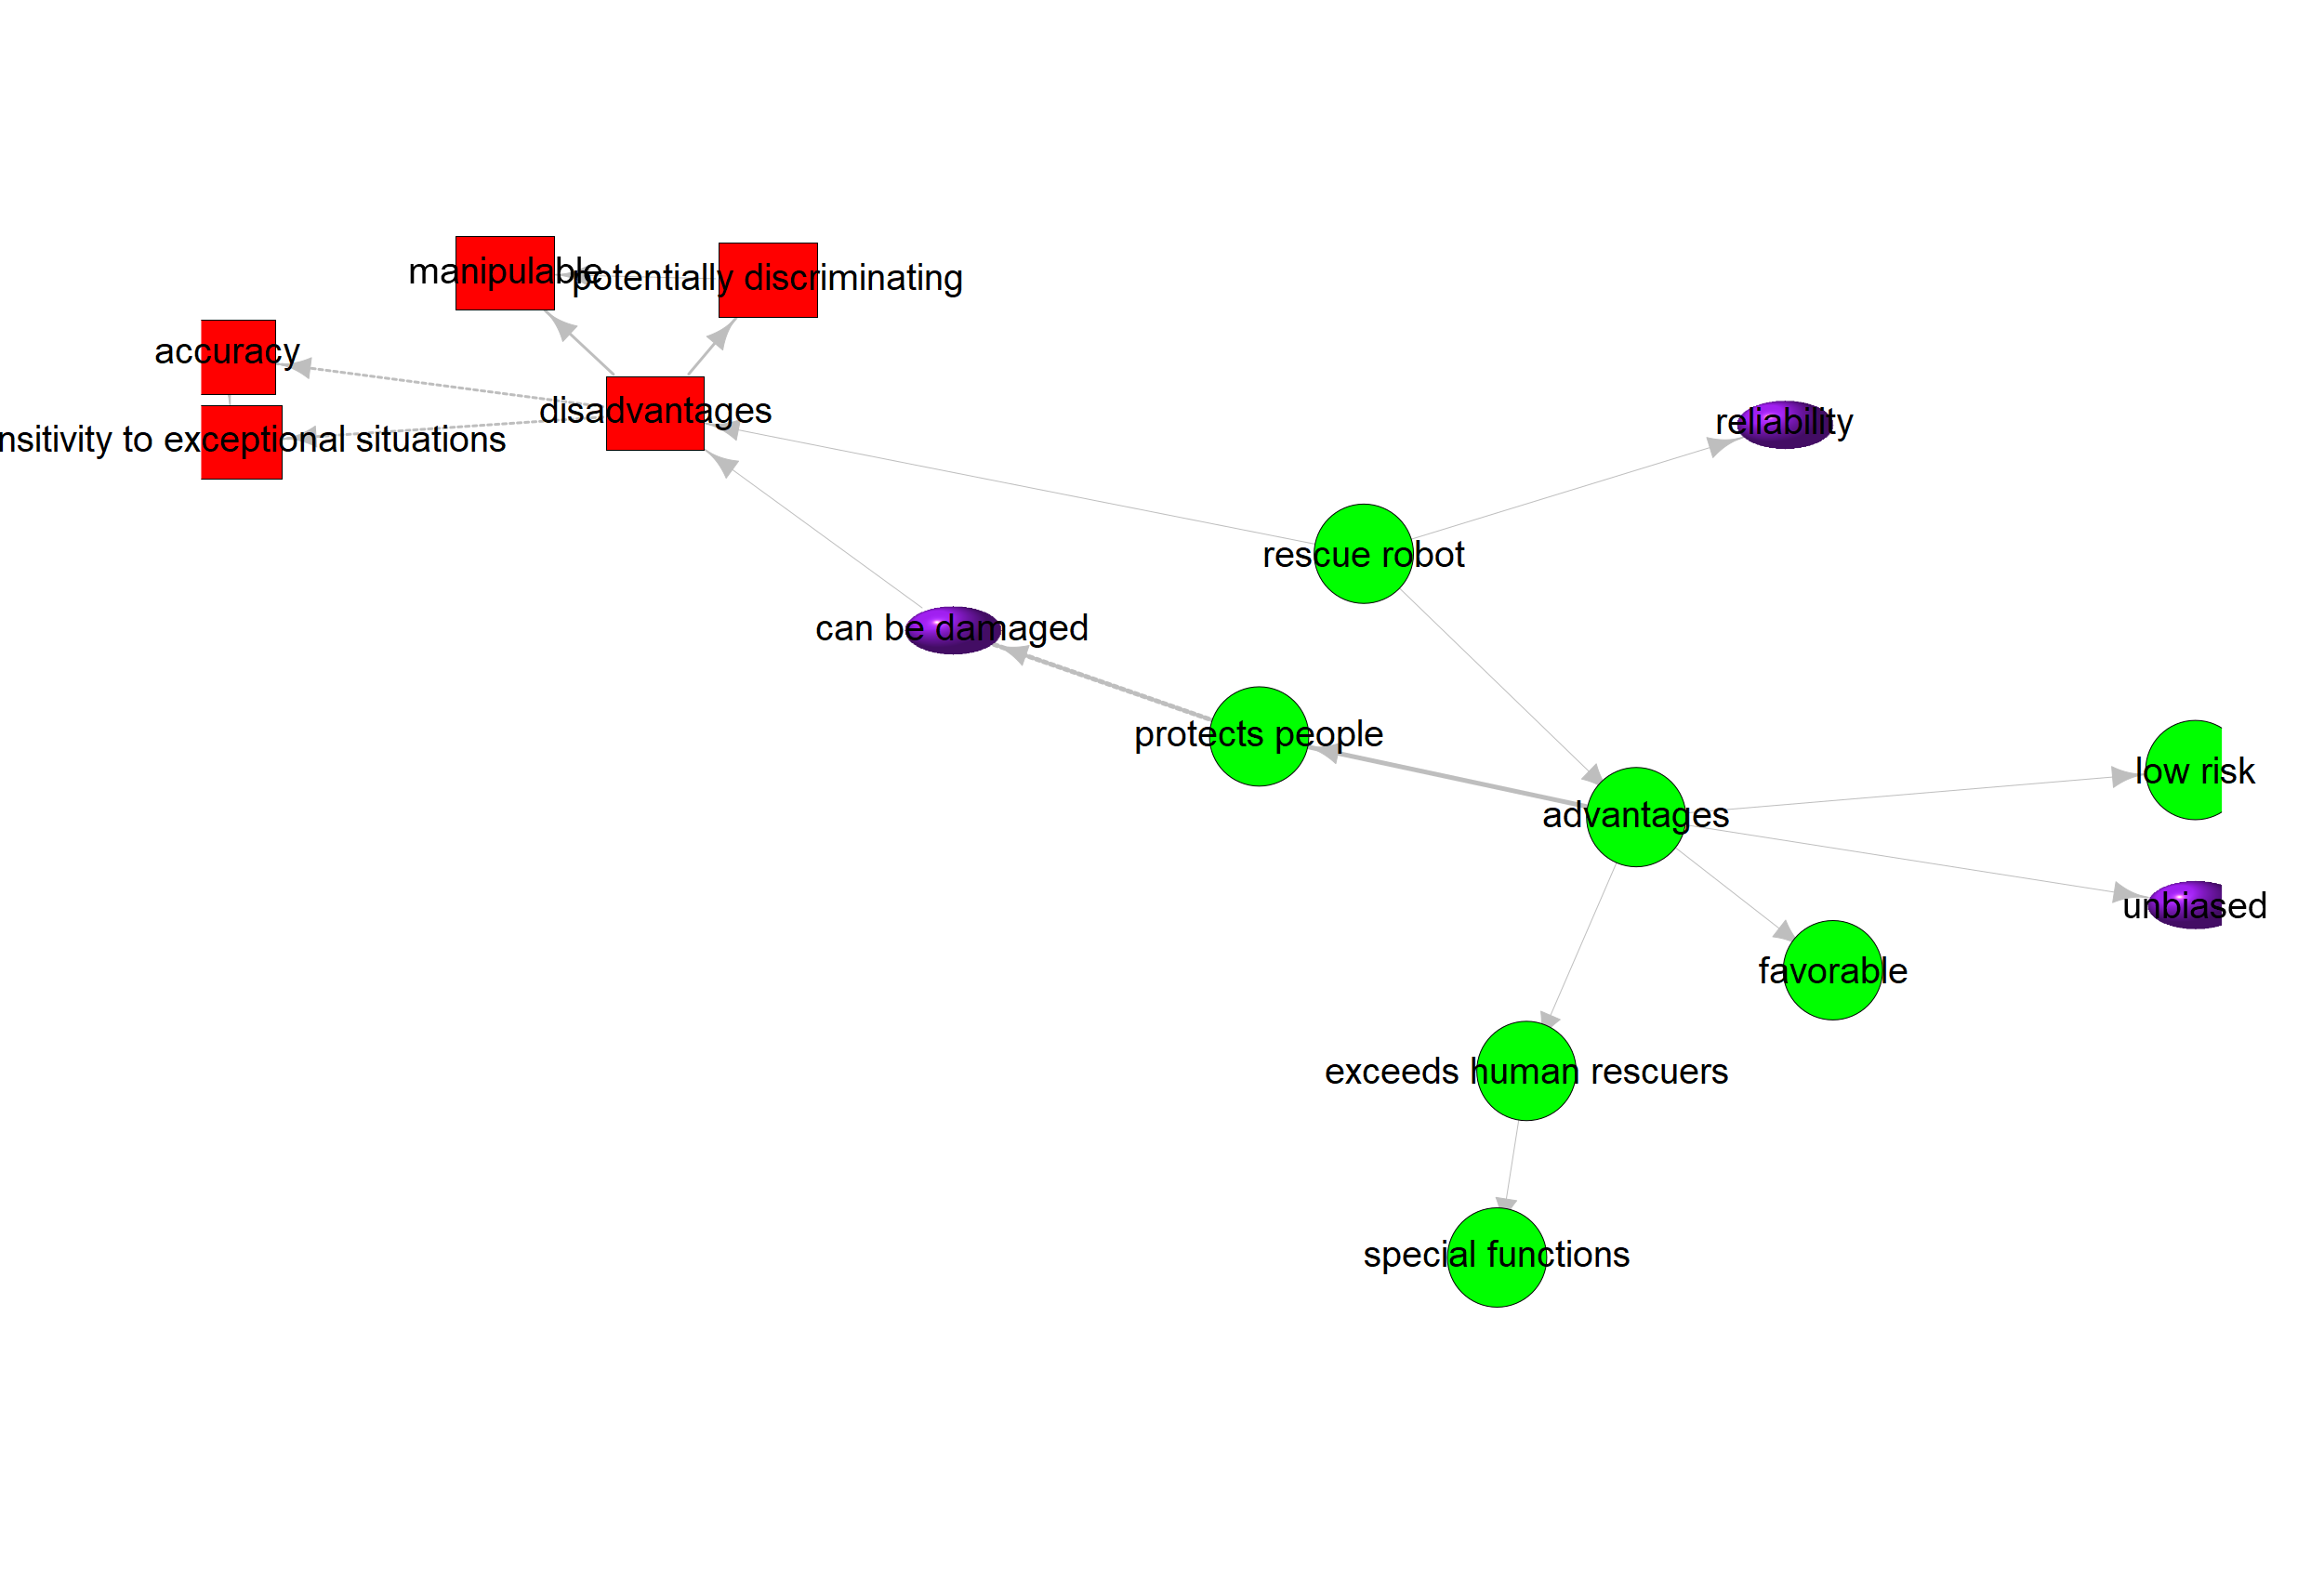 manipulable
potentially discriminating
accuracy
disadvantages
reliability
nsitivity to exceptional situations
rescue robot
can be damaged
protects people
low risk
advantages
unbiased
favorable
exceeds human rescuers
special functions